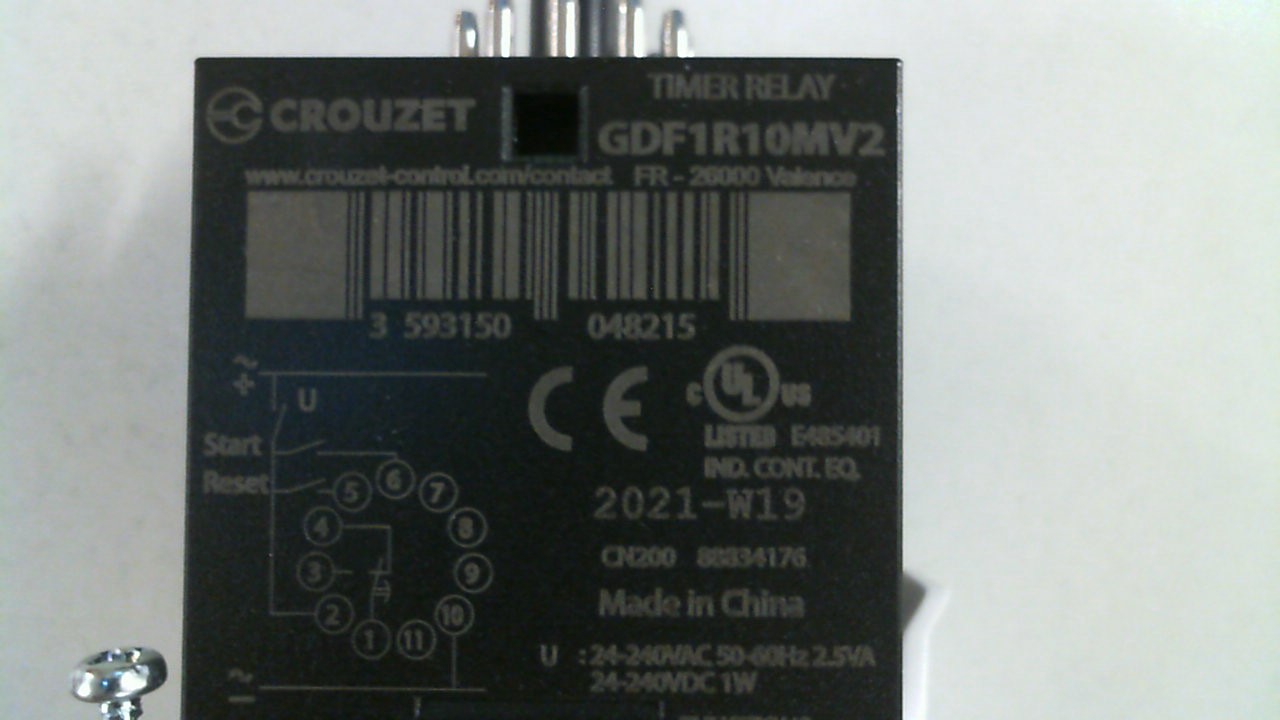 CROUZET
TIMER RELAY
GDF1R10MV2
www.crouzet-control.com/contact FR - 26000 Valence
3 593150 048215
~
+
U
Start
Reset
CE
C UL US
LISTED E485401
IND. CONT. EQ.
2021-W19
CN200 88834176
Made in China
U : 24-240VAC 50-60Hz 2.5VA
24-240VDC 1W
6
5
7
4
8
3
9
2
10
1
11
~
-